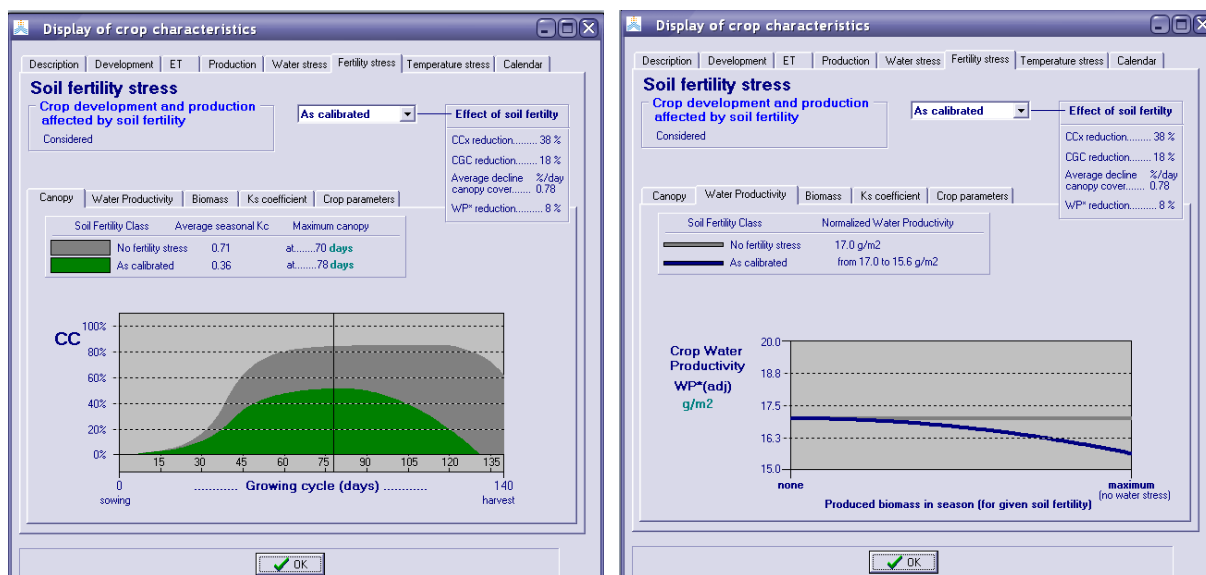 Display of crop characteristics
Description Development ET Production Water stress Fertility stress Temperature stress Calendar
Soil fertility stress
Crop development and production
affected by soil fertility
Considered
As calibrated
Effect of soil fertilty
CCx reduction......... 38 %
CGC reduction....... 18 %
Average decline %/day
canopy cover....... 0.78
WP* reduction......... 8 %
Canopy Water Productivity Biomass Ks coefficient Crop parameters
Soil Fertility Class Average seasonal Kc Maximum canopy
No fertility stress 0.71 at.......70 days
As calibrated 0.36 at.......78 days
CC
100%
80%
60%
40%
20%
0%
15 30 45 60 75 90 105 120 135
0 ............ Growing cycle (days) ............ 140
sowing harvest
OK
Display of crop characteristics
Description Development ET Production Water stress Fertility stress Temperature stress Calendar
Soil fertility stress
Crop development and production
affected by soil fertility
Considered
As calibrated
Effect of soil fertilty
CCx reduction......... 38 %
CGC reduction....... 18 %
Average decline %/day
canopy cover....... 0.78
WP* reduction......... 8 %
Canopy Water Productivity Biomass Ks coefficient Crop parameters
Soil Fertility Class Normalized Water Productivity
No fertility stress 17.0 g/m2
As calibrated from 17.0 to 15.6 g/m2
Crop Water
Productivity
WP*(adj)
g/m2
20.0
18.8
17.5
16.3
15.0
none maximum
(no water stress)
Produced biomass in season (for given soil fertility)
OK